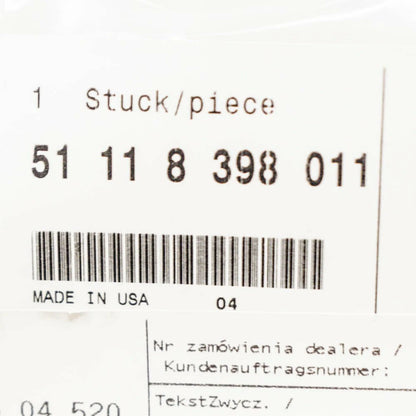 1 Stuck/piece
51 11 8 398 011
MADE IN USA 04
Nr zamówienia dealera /
Kundenauftragsnummer:
04 520
TekstZwycz. /